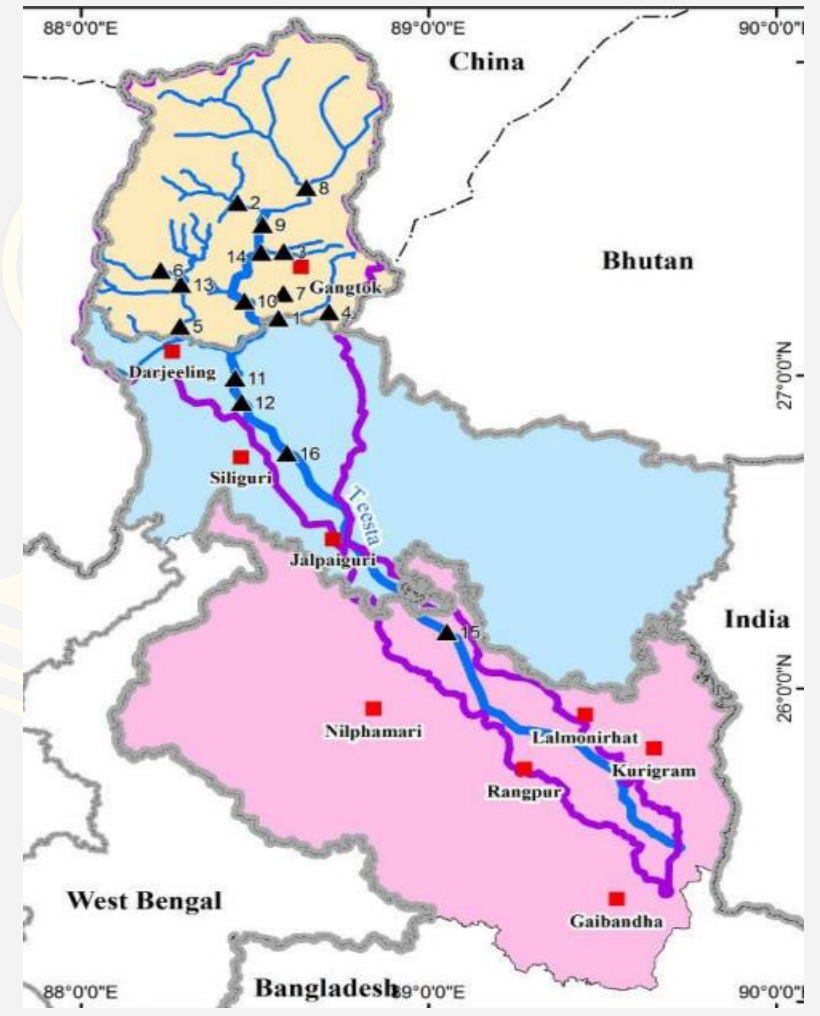 88°0'0"E 89°0'0"E 90°0'0"E
China
8
2
9
14 3
Bhutan
6
13 Gangtok
10 7
1 4
5
27°0'0"N
Darjeeling
11
12
16
Siliguri
Teesta
Jalpaiguri
India
15
26°0'0"N
Nilphamari
Lalmonirhat
Kurigram
Rangpur
West Bengal
Gaibandha
Bangladesh
88°0'0"E 89°0'0"E 90°0'0"E